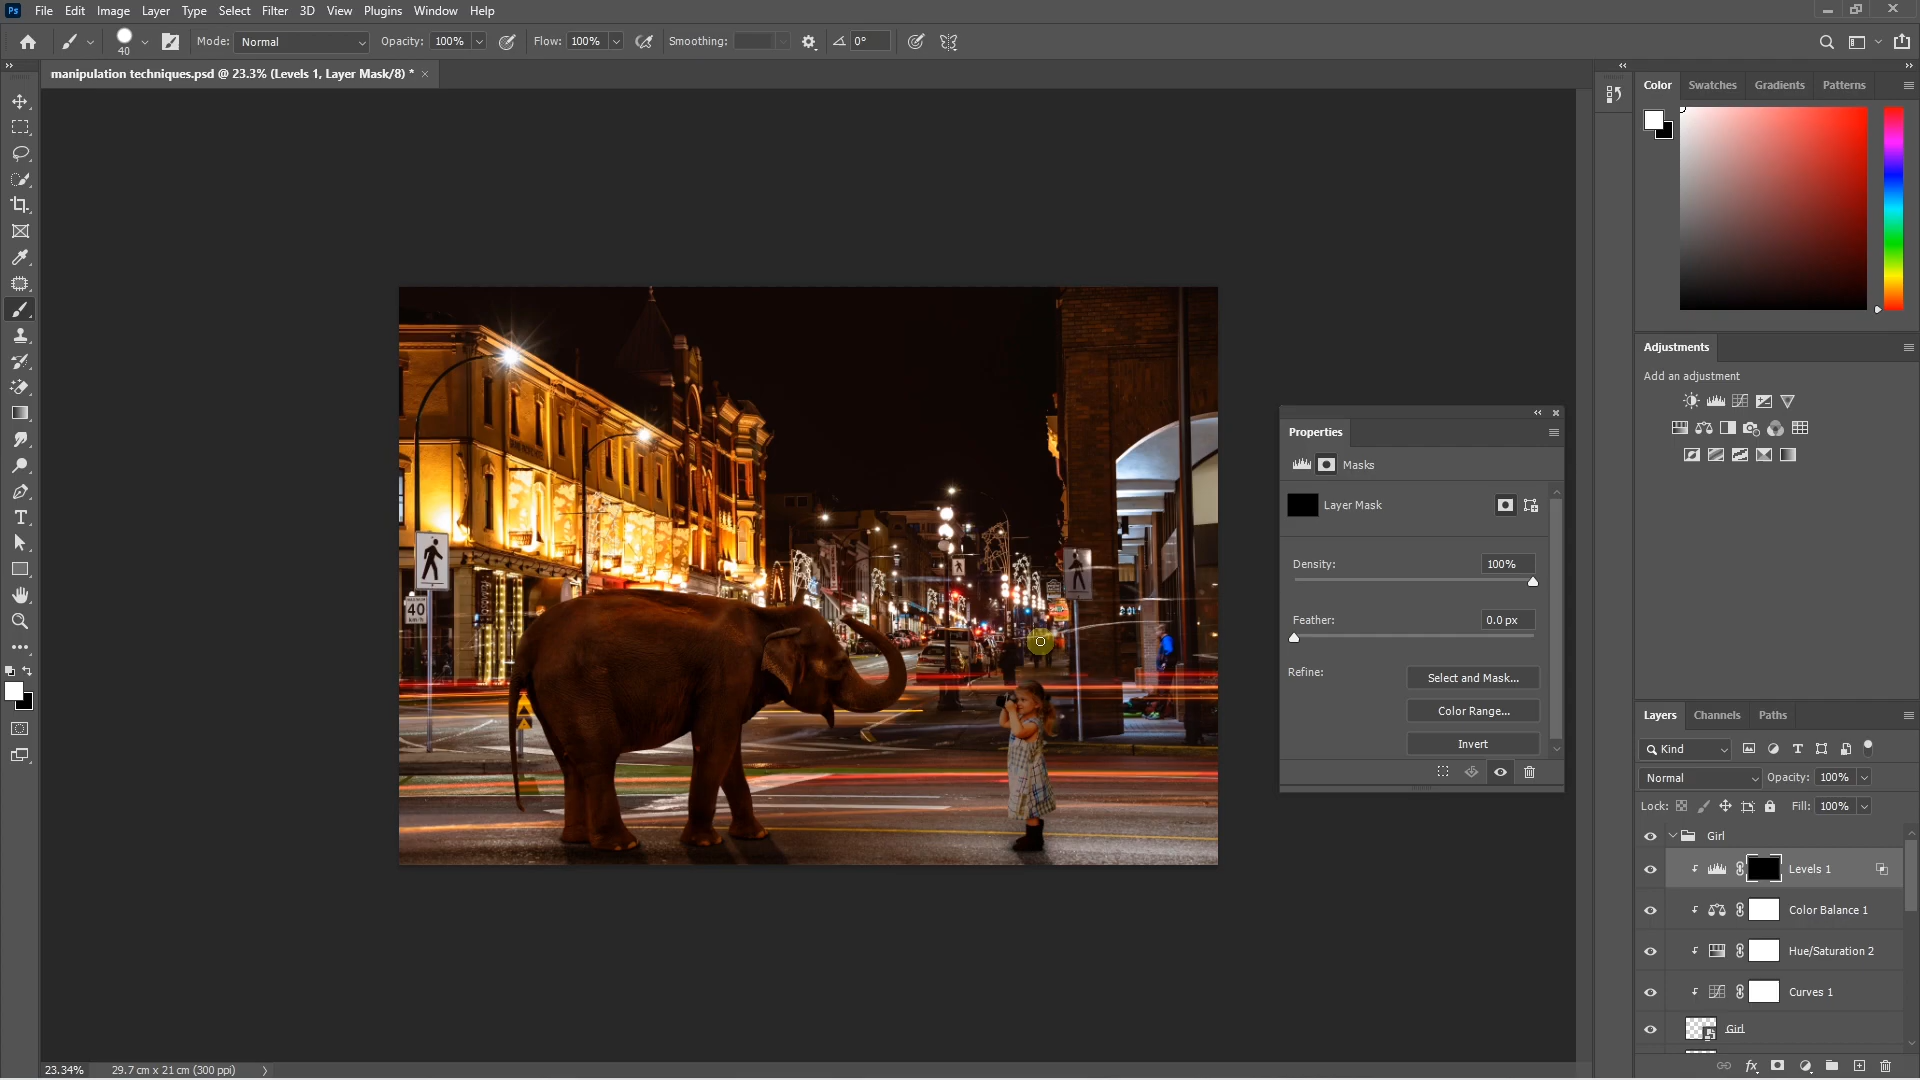 Ps File Edit Image Layer Type Select Filter 3D View Plugins Window Help
40 Mode: Normal Opacity: 100% Flow: 100% Smoothing: 0°
manipulation techniques.psd @ 23.3% (Levels 1, Layer Mask/8) * ×
Color Swatches Gradients Patterns
Adjustments
Add an adjustment
Properties
Masks
Layer Mask
Density: 100%
Feather: 0.0 px
Refine:
Select and Mask...
Color Range...
Invert
40
Layers Channels Paths
Kind
Normal Opacity: 100%
Lock: Fill: 100%
Girl
Levels 1
Color Balance 1
Hue/Saturation 2
Curves 1
Girl
23.34% 29.7 cm x 21 cm (300 ppi)